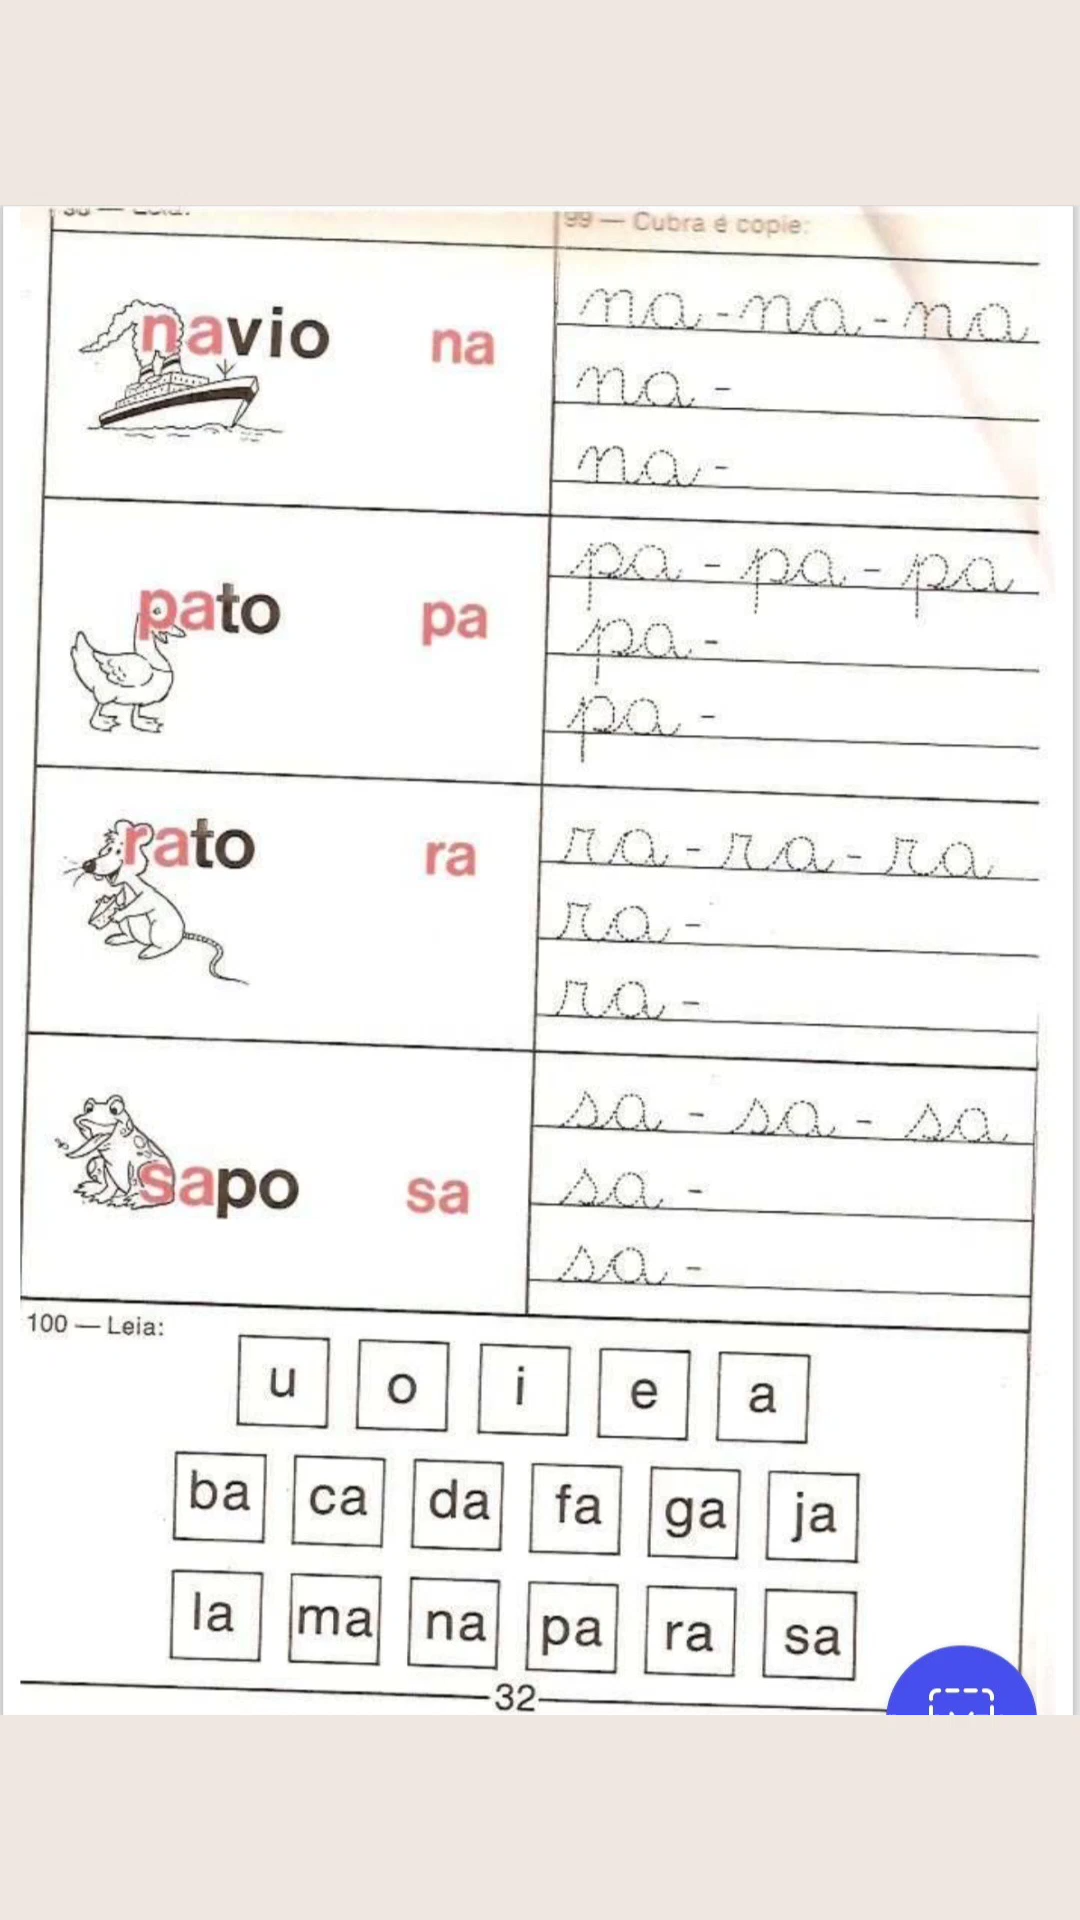 99 — Cubra e copie:
navio na
na - na - na
na -
na -
pato pa
pa - pa - pa
pa -
pa -
rato ra
ra - ra - ra
ra -
ra -
sapo sa
sa - sa - sa
sa -
sa -
100 — Leia:
u o i e a
ba ca da fa ga ja
la ma na pa ra sa
32